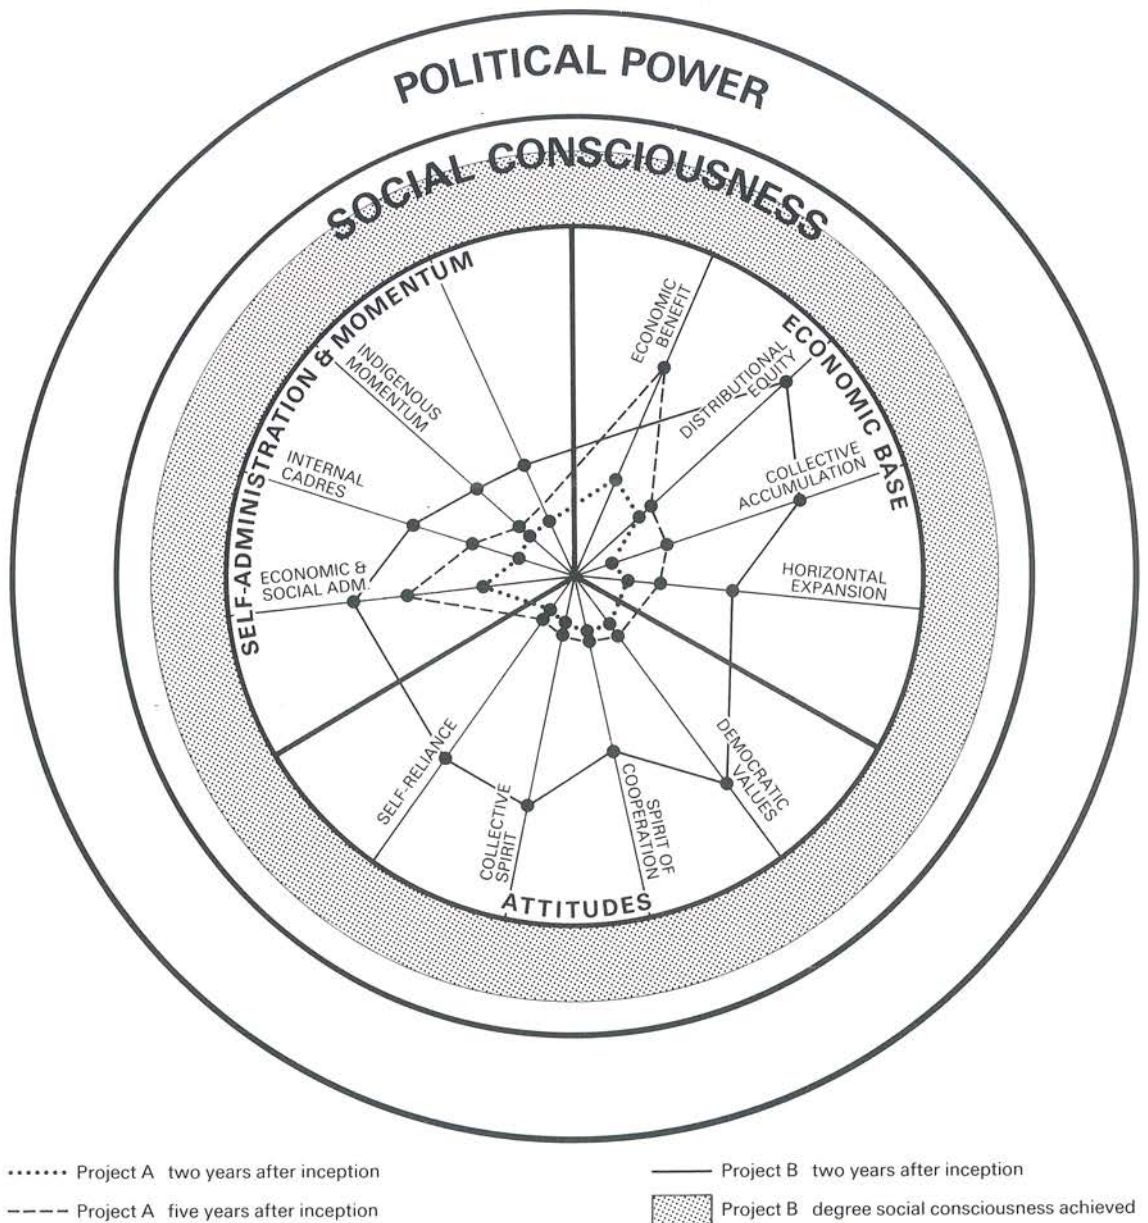 POLITICAL POWER
SOCIAL CONSCIOUSNESS
SELF-ADMINISTRATION & MOMENTUM
INDIGENOUS
MOMENTUM
INTERNAL
CADRES
ECONOMIC &
SOCIAL ADM.
ECONOMIC BASE
ECONOMIC
BENEFIT
DISTRIBUTIONAL
EQUITY
COLLECTIVE
ACCUMULATION
HORIZONTAL
EXPANSION
ATTITUDES
SELF-RELIANCE
COLLECTIVE
SPIRIT
SPIRIT OF
COOPERATION
DEMOCRATIC
VALUES
Project A two years after inception
Project A five years after inception
Project B two years after inception
Project B degree social consciousness achieved